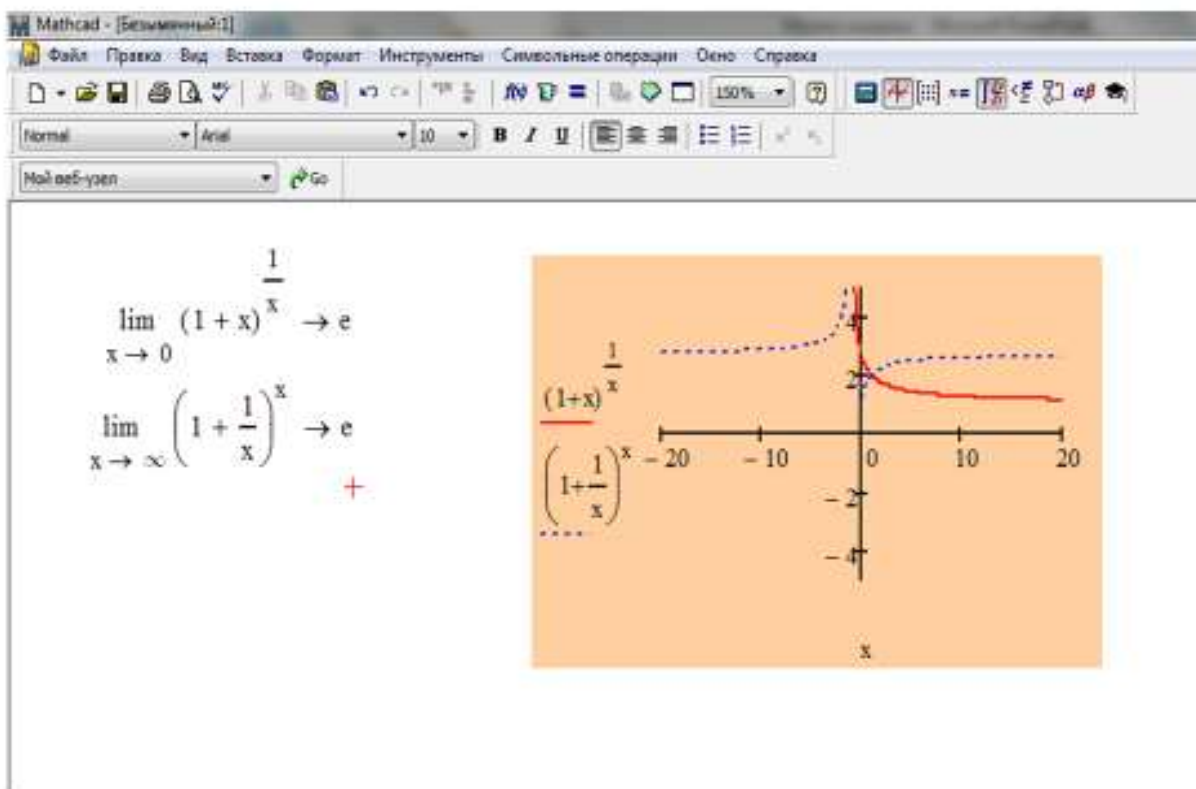 Mathcad - [Безымянный:1]
Файл Правка Вид Вставка Формат Инструменты Символьные операции Окно Справка
150%
Normal Arial 10 B I U
Мой веб-узел Go
lim (1 + x)^(1/x) → e
x → 0
lim (1 + 1/x)^x → e
x → ∞
(1+x)^(1/x)
(1+1/x)^x
4
2
− 20 − 10 0 10 20
− 2
− 4
x